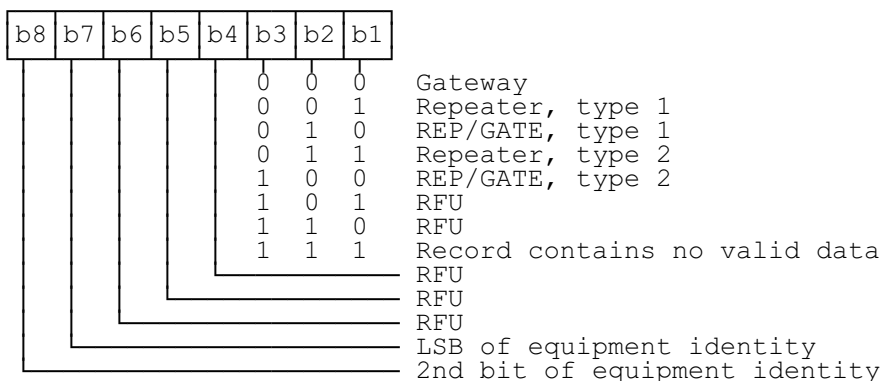 b8 b7 b6 b5 b4 b3 b2 b1
0 0 0 Gateway
0 0 1 Repeater, type 1
0 1 0 REP/GATE, type 1
0 1 1 Repeater, type 2
1 0 0 REP/GATE, type 2
1 0 1 RFU
1 1 0 RFU
1 1 1 Record contains no valid data
RFU
RFU
RFU
LSB of equipment identity
2nd bit of equipment identity